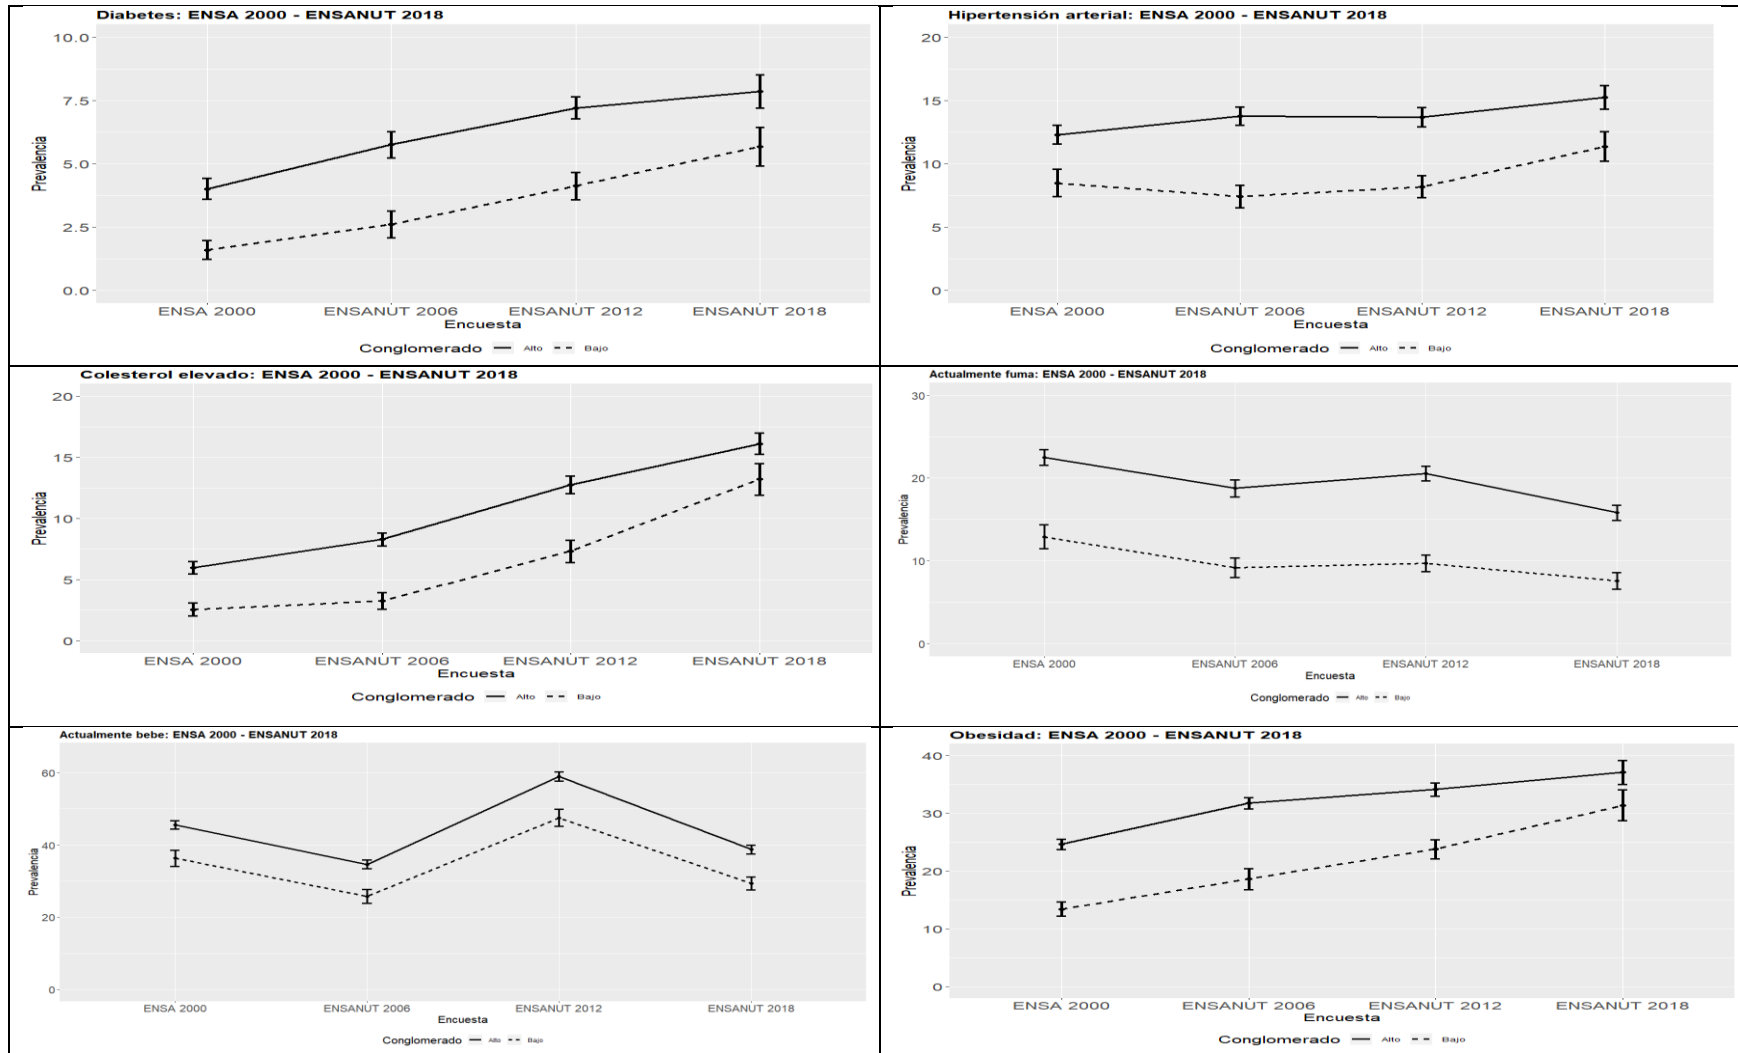 Diabetes: ENSA 2000 - ENSANUT 2018
10.0
7.5
5.0
2.5
0.0
Prevalencia
ENSA 2000 ENSANUT 2006 ENSANUT 2012 ENSANUT 2018
Encuesta
Conglomerado Alto Bajo
Hipertensión arterial: ENSA 2000 - ENSANUT 2018
20
15
10
5
0
Prevalencia
ENSA 2000 ENSANUT 2006 ENSANUT 2012 ENSANUT 2018
Encuesta
Conglomerado Alto Bajo
Colesterol elevado: ENSA 2000 - ENSANUT 2018
20
15
10
5
0
Prevalencia
ENSA 2000 ENSANUT 2006 ENSANUT 2012 ENSANUT 2018
Encuesta
Conglomerado Alto Bajo
Actualmente fuma: ENSA 2000 - ENSANUT 2018
30
20
10
0
Prevalencia
ENSA 2000 ENSANUT 2006 ENSANUT 2012 ENSANUT 2018
Encuesta
Conglomerado Alto Bajo
Actualmente bebe: ENSA 2000 - ENSANUT 2018
60
40
20
0
Prevalencia
ENSA 2000 ENSANUT 2006 ENSANUT 2012 ENSANUT 2018
Encuesta
Conglomerado Alto Bajo
Obesidad: ENSA 2000 - ENSANUT 2018
40
30
20
10
0
Prevalencia
ENSA 2000 ENSANUT 2006 ENSANUT 2012 ENSANUT 2018
Encuesta
Conglomerado Alto Bajo